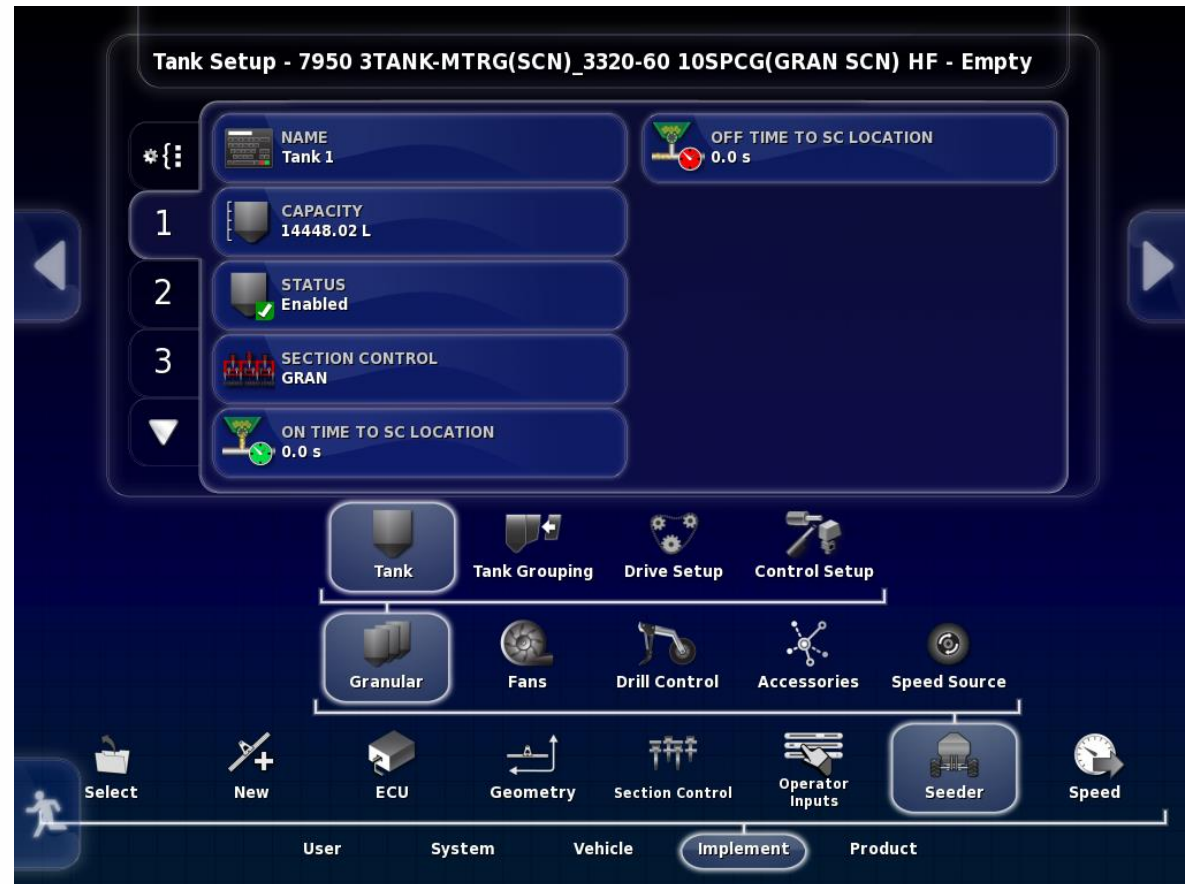 Tank Setup - 7950 3TANK-MTRG(SCN)_3320-60 10SPCG(GRAN SCN) HF - Empty
NAME
Tank 1
OFF TIME TO SC LOCATION
0.0 s
1
CAPACITY
14448.02 L
2
STATUS
Enabled
3
SECTION CONTROL
GRAN
ON TIME TO SC LOCATION
0.0 s
Tank
Tank Grouping
Drive Setup
Control Setup
Granular
Fans
Drill Control
Accessories
Speed Source
Select
New
ECU
Geometry
Section Control
Operator
Inputs
Seeder
Speed
User
System
Vehicle
Implement
Product